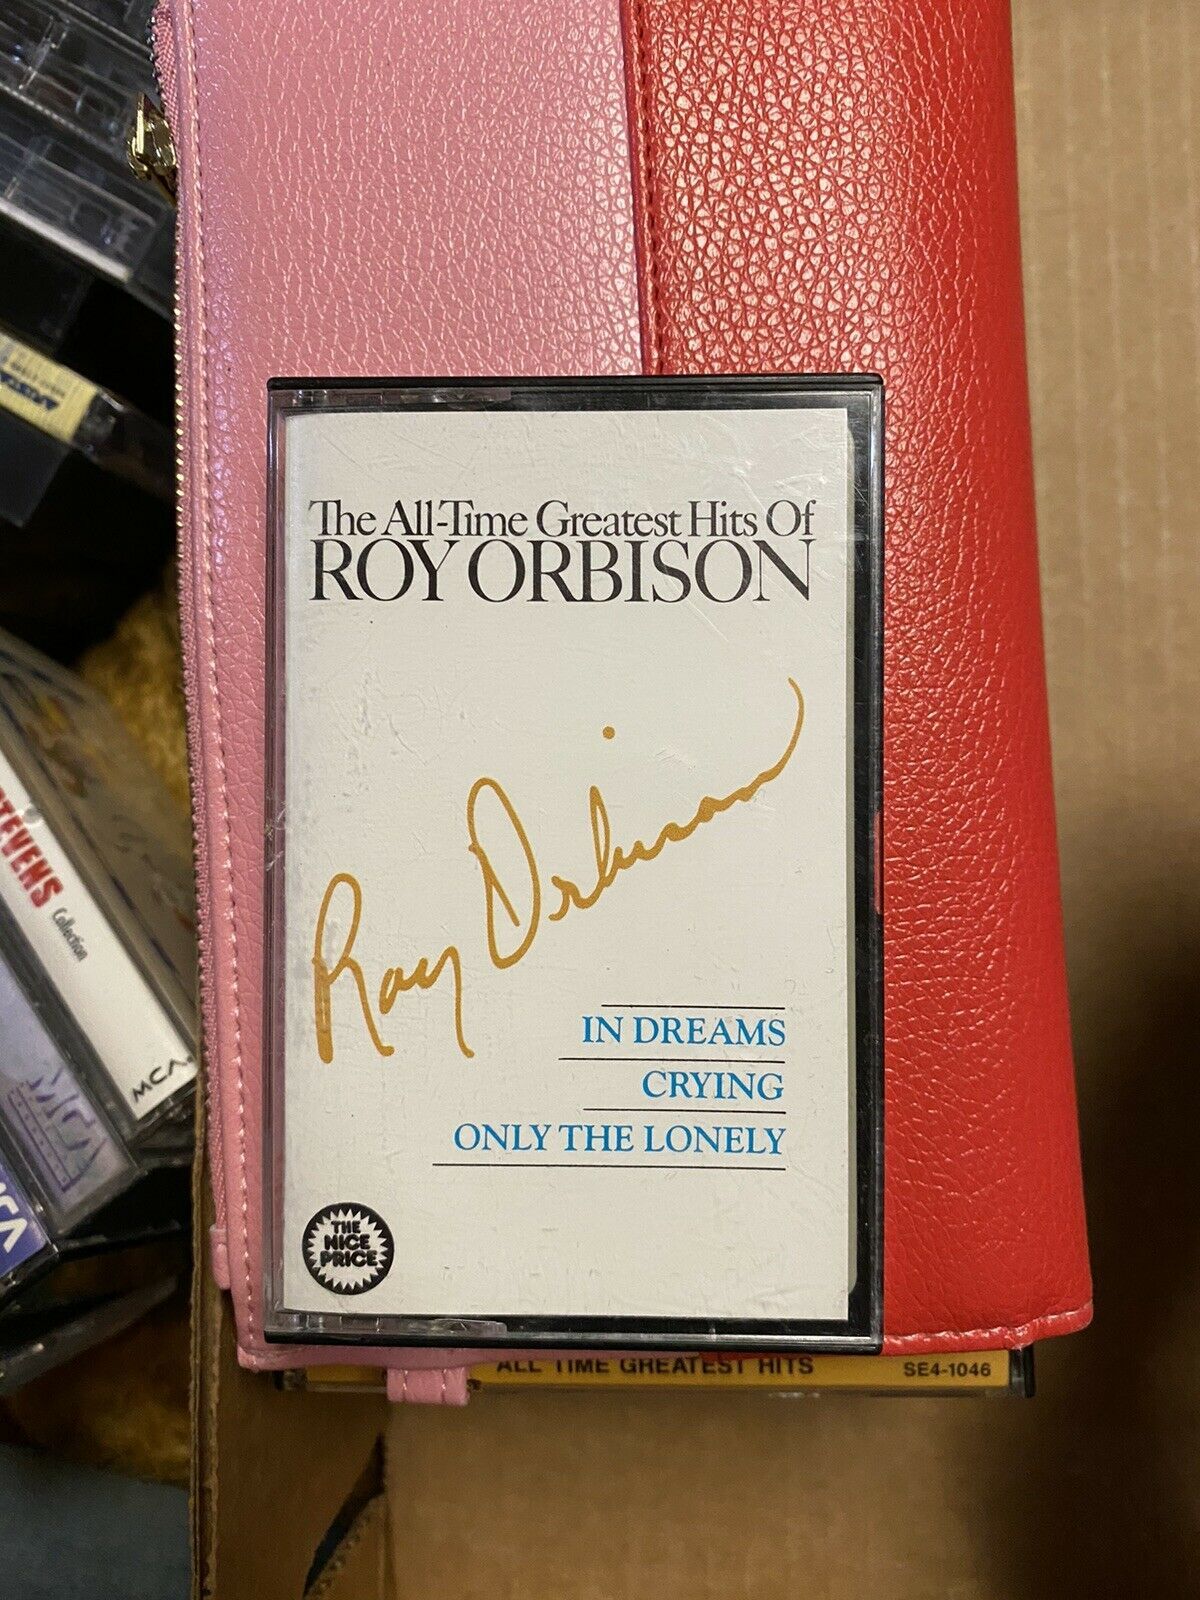 The All-Time Greatest Hits Of
ROY ORBISON
Roy Orbison
IN DREAMS
CRYING
ONLY THE LONELY
THE
NICE
PRICE
ALL TIME GREATEST HITS SE4-1046
STEVENS
Collection
MCA
MCA